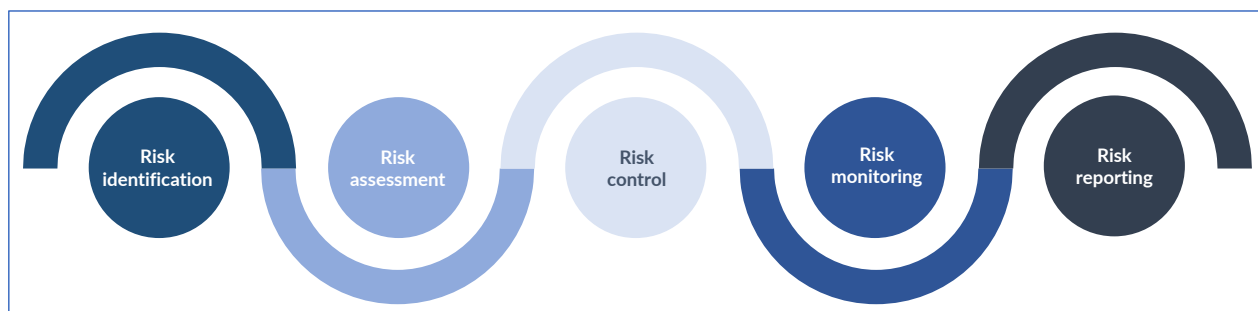 Risk
identification
Risk
assessment
Risk
control
Risk
monitoring
Risk
reporting